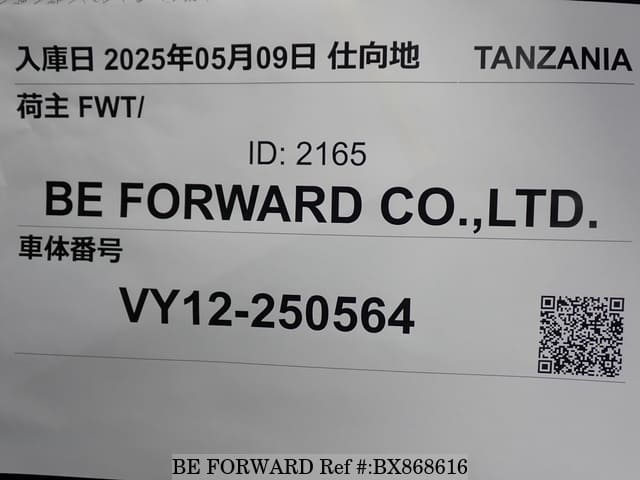 入庫日 2025年05月09日 仕向地 TANZANIA
荷主 FWT/
ID: 2165
BE FORWARD CO.,LTD.
車体番号
VY12-250564
BE FORWARD Ref #:BX868616